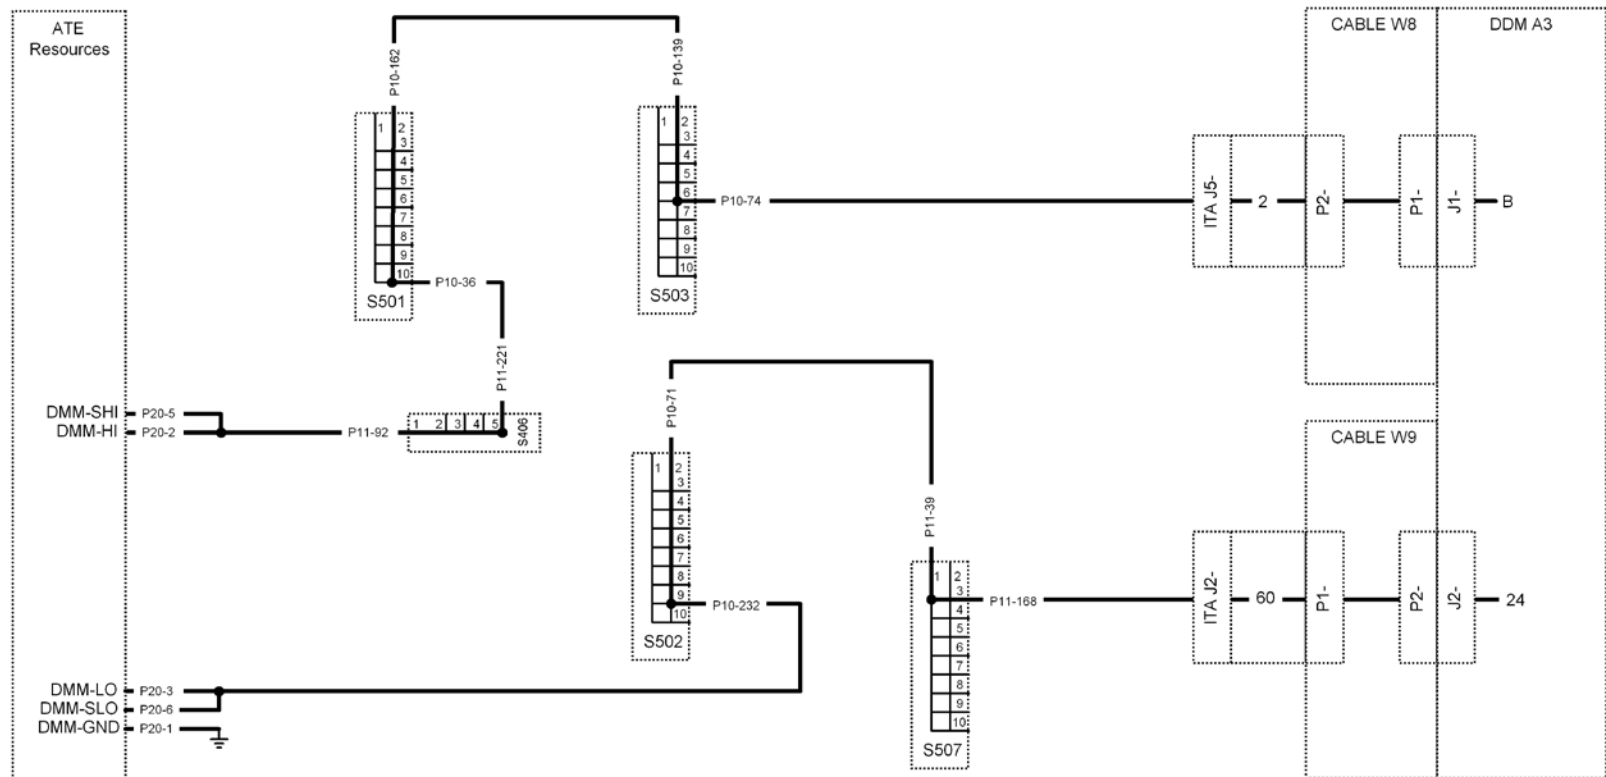 ATE
Resources
CABLE W8
DDM A3
P10-162
P10-139
1 2
3
4
5
6
7
8
9
10
S501
1 2
3
4
5
6
7
8
9
10
S503
P10-74
ITA J5-
2
P2-
P1-
J1-
B
P10-36
P11-221
DMM-SHI
P20-5
DMM-HI
P20-2
P11-92
1 2 3 4 5
S406
P10-71
CABLE W9
1 2
3
4
5
6
7
8
9
10
S502
P10-232
P11-39
1 2
3
4
5
6
7
8
9
10
S507
P11-168
ITA J2-
60
P1-
P2-
J2-
24
DMM-LO
P20-3
DMM-SLO
P20-6
DMM-GND
P20-1